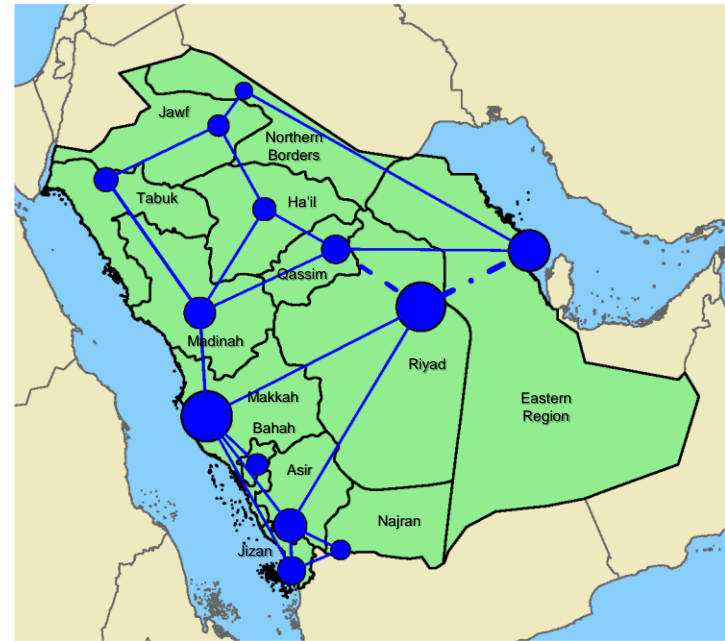 Jawf
Northern
Borders
Tabuk
Ha'il
Qassim
Madinah
Riyad
Makkah
Eastern
Region
Bahah
Asir
Najran
Jizan